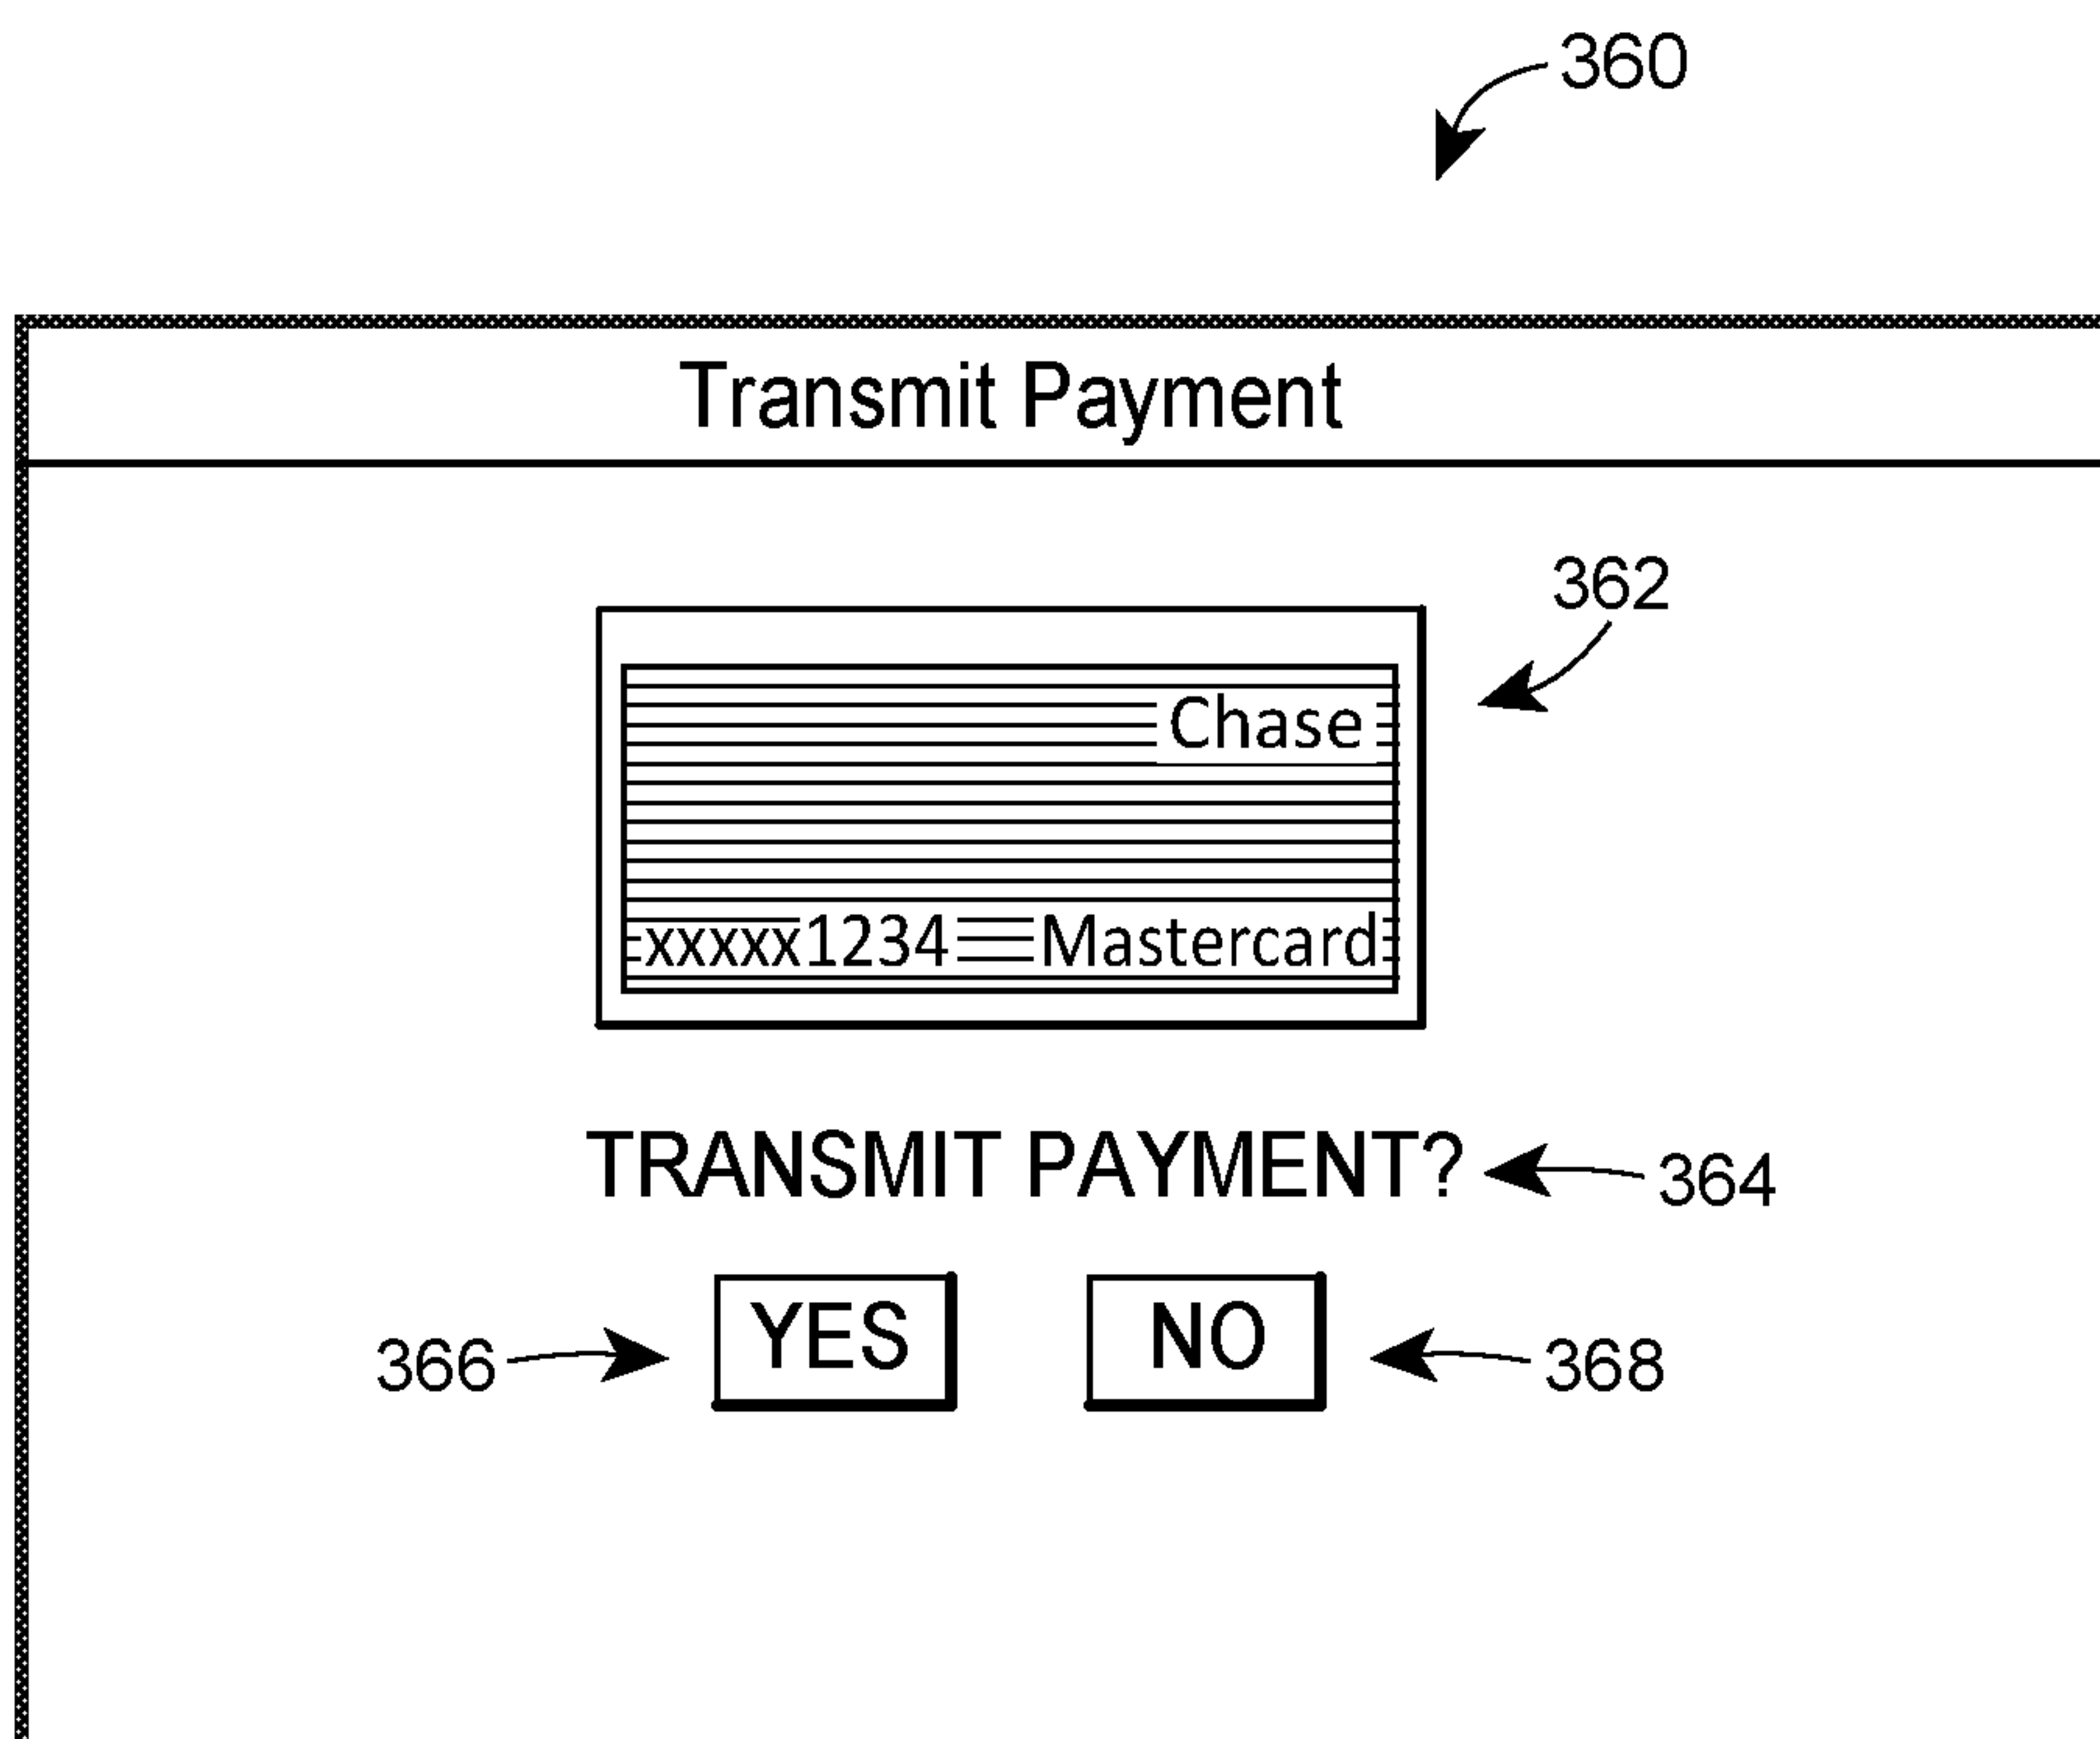 360
Transmit Payment
362
Chase
xxxxx1234 Mastercard
TRANSMIT PAYMENT?
364
YES
NO
366
368